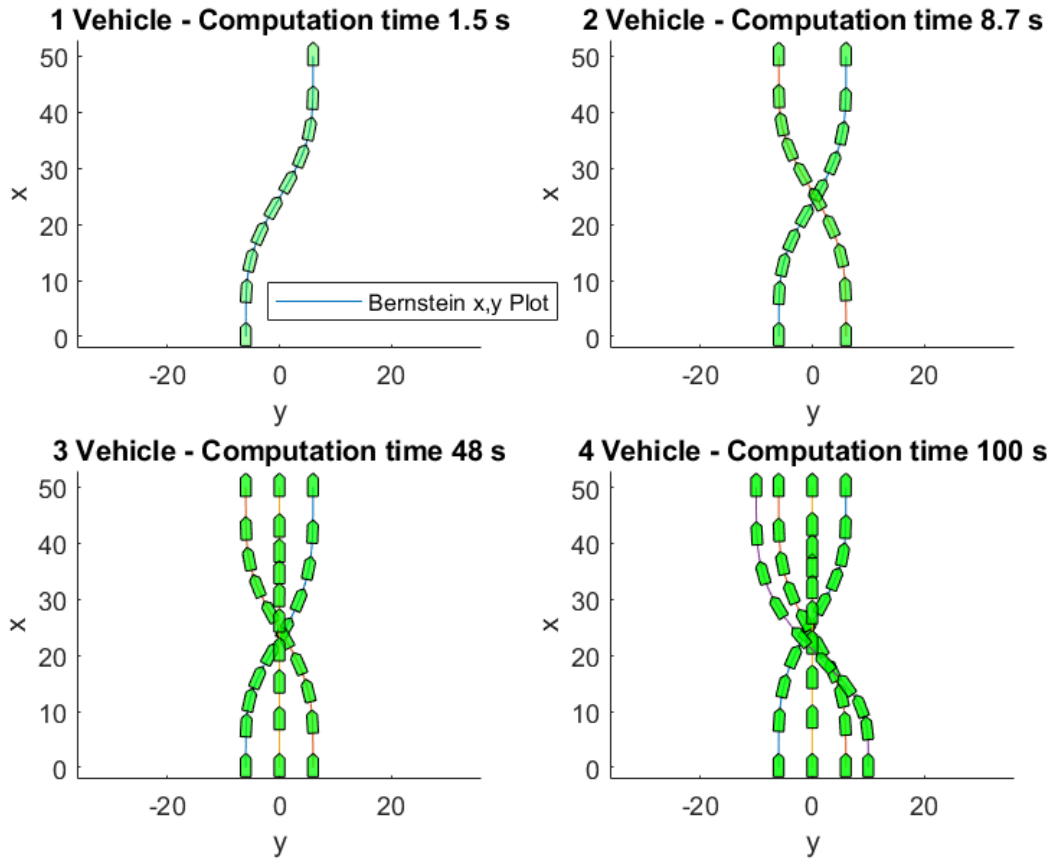 1 Vehicle - Computation time 1.5 s
50
40
30
20
10
0
x
-20 0 20
y
Bernstein x,y Plot
2 Vehicle - Computation time 8.7 s
50
40
30
20
10
0
x
-20 0 20
y
3 Vehicle - Computation time 48 s
50
40
30
20
10
0
x
-20 0 20
y
4 Vehicle - Computation time 100 s
50
40
30
20
10
0
x
-20 0 20
y